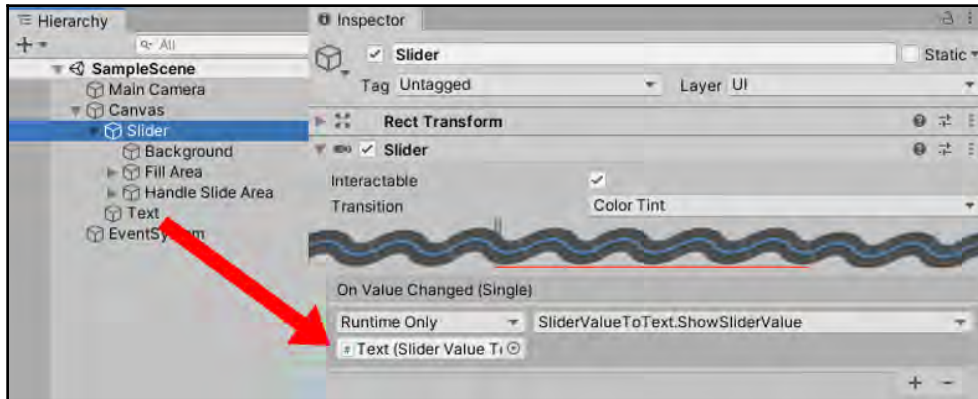 Hierarchy
All
SampleScene
Main Camera
Canvas
Slider
Background
Fill Area
Handle Slide Area
Text
EventSystem
Inspector
Slider
Static
Tag Untagged
Layer UI
Rect Transform
Slider
Interactable
Transition
Color Tint
On Value Changed (Single)
Runtime Only
SliderValueToText.ShowSliderValue
Text (Slider Value T